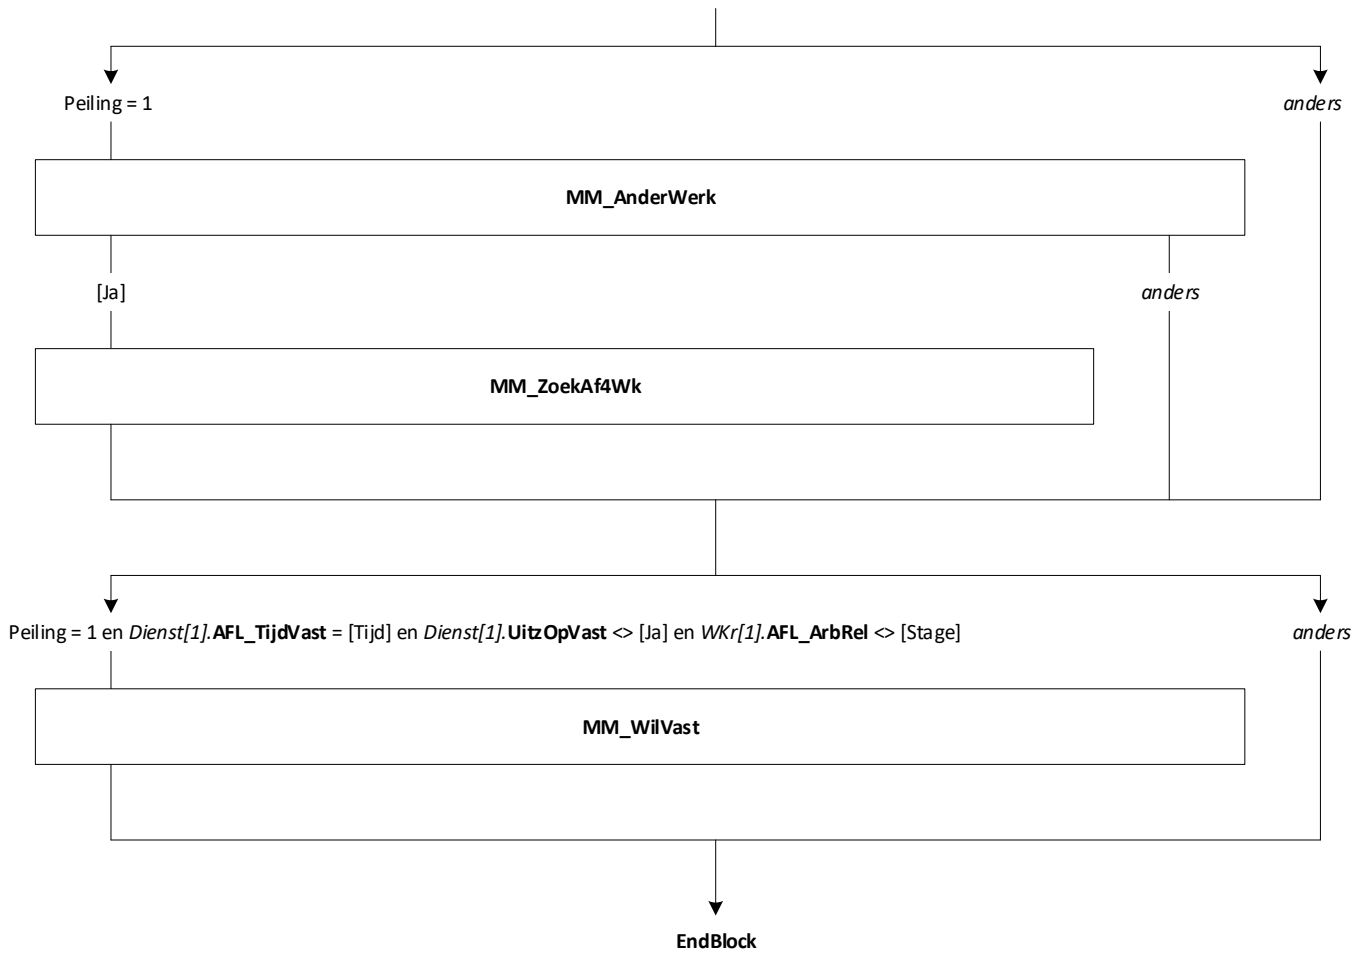 Peiling = 1
anders
MM_AnderWerk
[Ja]
anders
MM_ZoekAf4Wk
Peiling = 1 en Dienst[1].AFL_TijdVast = [Tijd] en Dienst[1].UitzOpVast <> [Ja] en WKr[1].AFL_ArbRel <> [Stage]
anders
MM_WilVast
EndBlock